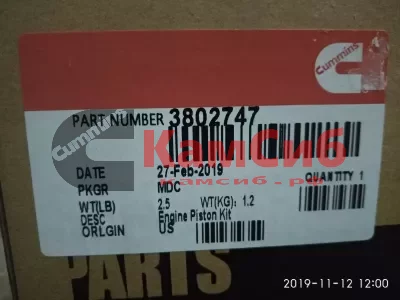 Cummins
PART NUMBER 3802747
Cummins
КамСиб
DATE 27-Feb-2019
камсиб.рф
PKGR MDC
QUANTITY 1
WT(LB) 2.5 WT(KG): 1.2
DESC Engine Piston Kit
ORLGIN US
PARTS
2019-11-12 12:00